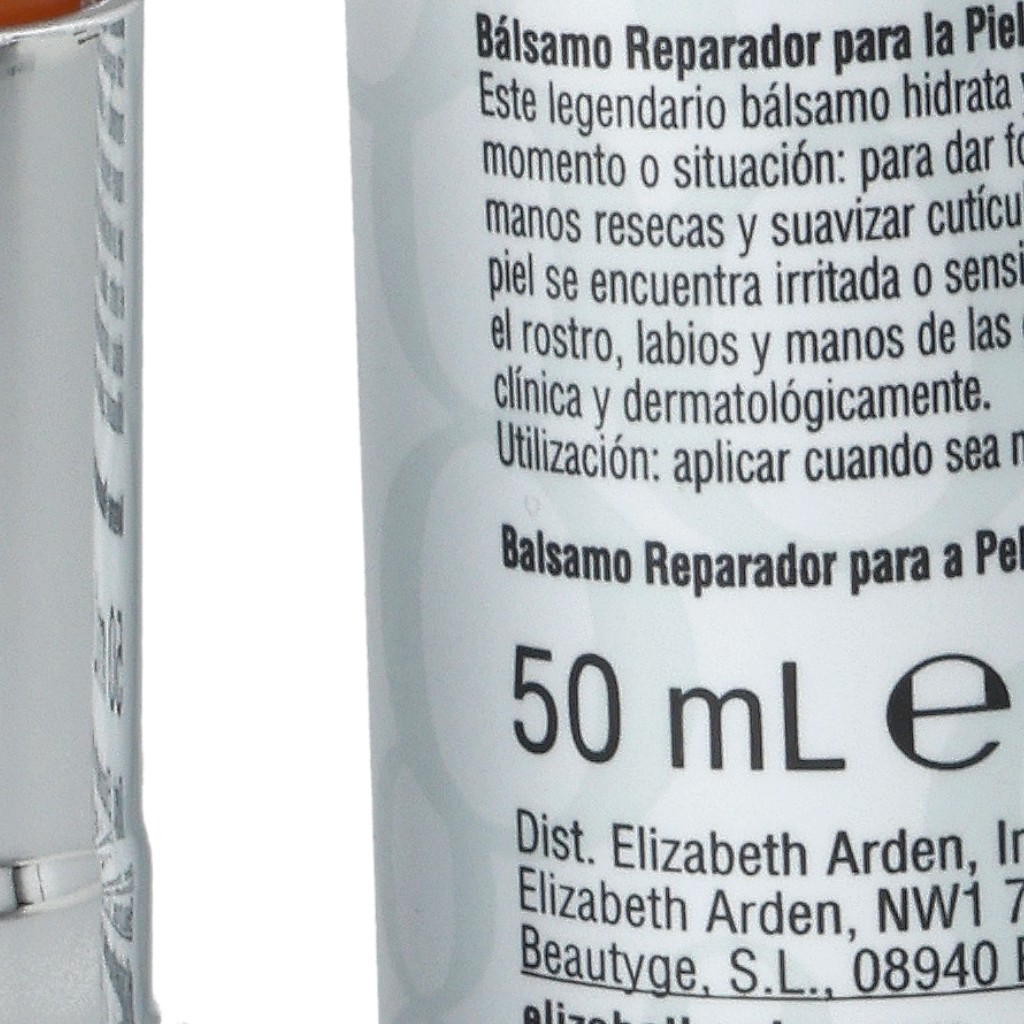 Bálsamo Reparador para la Piel
Este legendario bálsamo hidrata
momento o situación: para dar
manos resecas y suavizar
piel se encuentra irritada o
el rostro, labios y manos de las
clínica y dermatológicamente.
Utilización: aplicar cuando sea
Balsamo Reparador para a
50 mL ℮
Dist. Elizabeth Arden,
Elizabeth Arden, NW1
Beautyge, S.L., 08940